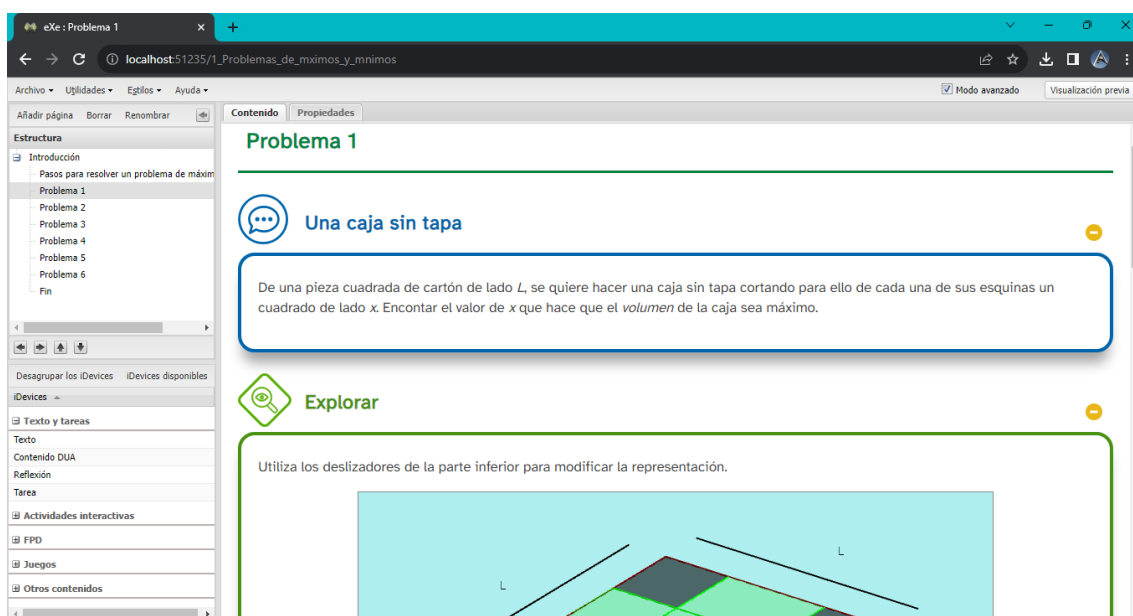 eXe : Problema 1
localhost:51235/1_Problemas_de_mximos_y_mnimos
Archivo Utilidades Estilos Ayuda
Modo avanzado
Visualización previa
Añadir página Borrar Renombrar
Contenido Propiedades
Estructura
Introducción
Pasos para resolver un problema de máxim
Problema 1
Problema 2
Problema 3
Problema 4
Problema 5
Problema 6
Fin
Desagrupar los iDevices iDevices disponibles
iDevices
Texto y tareas
Texto
Contenido DUA
Reflexión
Tarea
Actividades interactivas
FPD
Juegos
Otros contenidos
Problema 1
Una caja sin tapa
De una pieza cuadrada de cartón de lado L, se quiere hacer una caja sin tapa cortando para ello de cada una de sus esquinas un
cuadrado de lado x. Encontar el valor de x que hace que el volumen de la caja sea máximo.
Explorar
Utiliza los deslizadores de la parte inferior para modificar la representación.
L
L